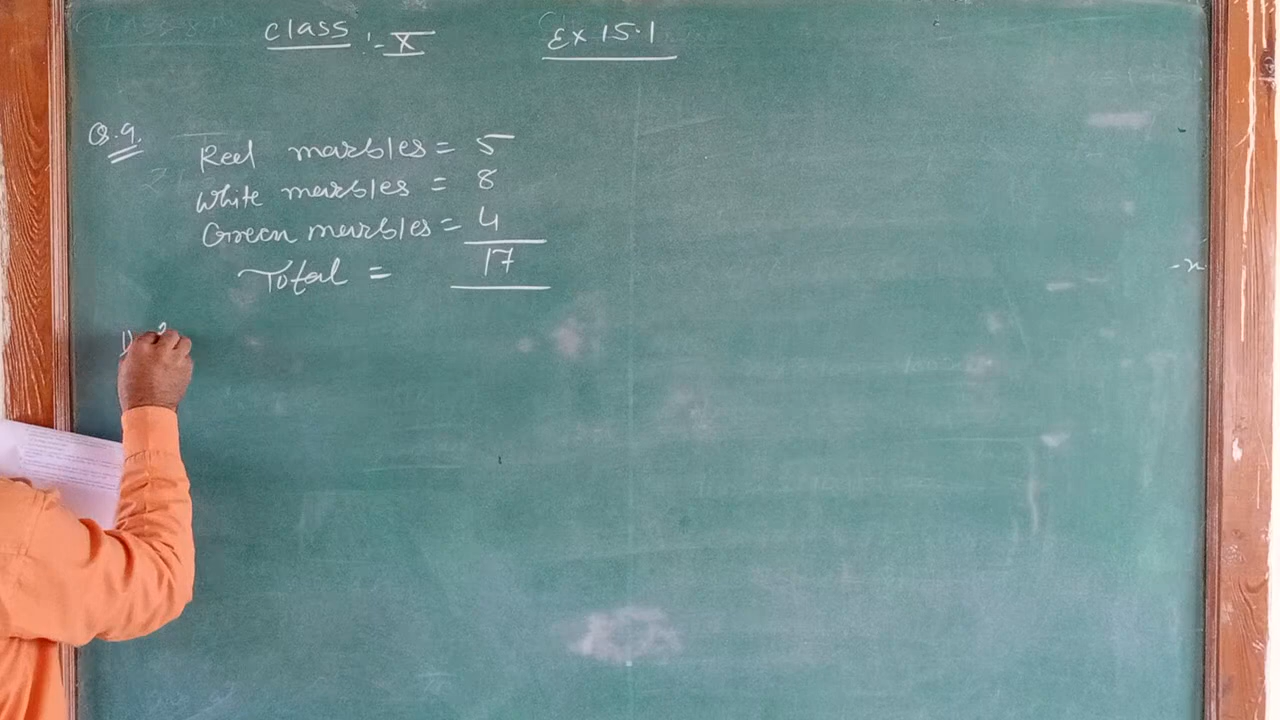 Class :- X
Ex 15.1
Q.9.
Red marbles = 5
White marbles = 8
Green marbles = 4
Total = 17
-x